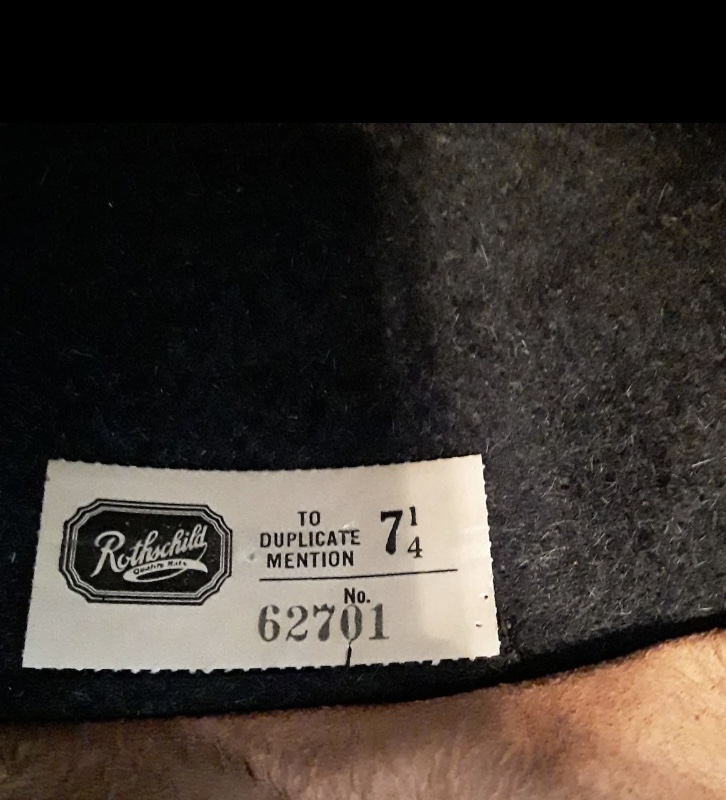 Rothschild
Quality Hats
TO
DUPLICATE
MENTION
7 1/4
No.
62701